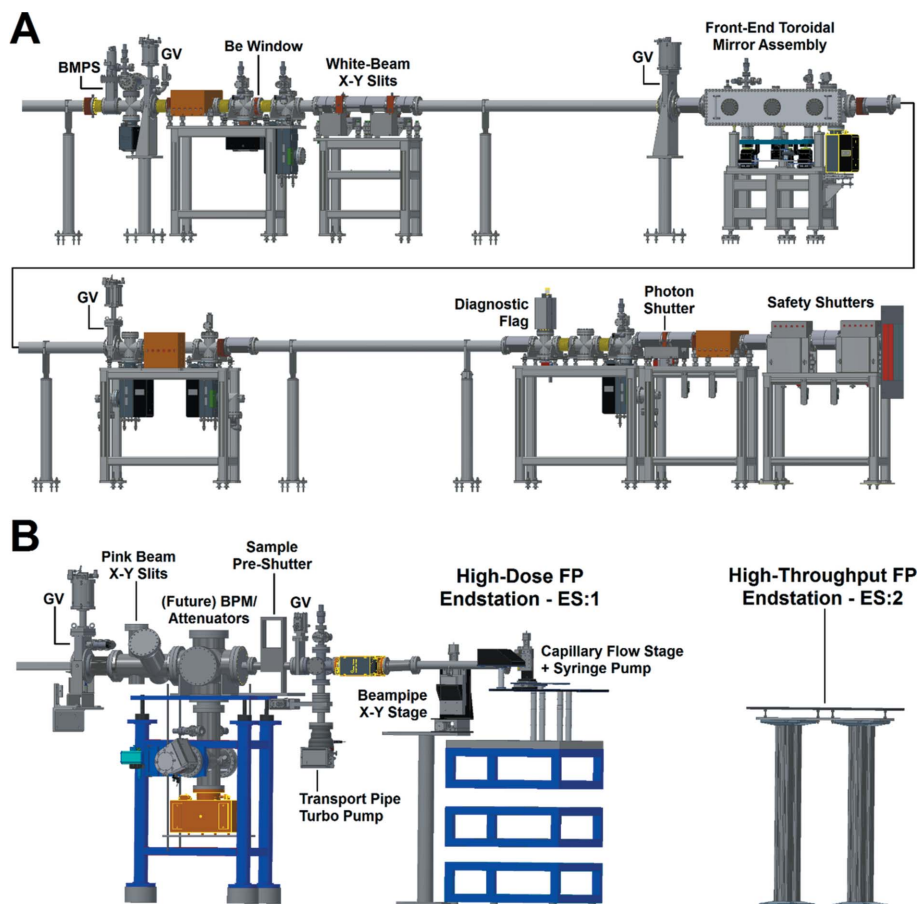 A
BMPS
GV
Be Window
White-Beam
X-Y Slits
GV
Front-End Toroidal
Mirror Assembly
GV
Diagnostic
Flag
Photon
Shutter
Safety Shutters
B
GV
Pink Beam
X-Y Slits
(Future) BPM/
Attenuators
Sample
Pre-Shutter
GV
Transport Pipe
Turbo Pump
High-Dose FP
Endstation - ES:1
Beampipe
X-Y Stage
Capillary Flow Stage
+ Syringe Pump
High-Throughput FP
Endstation - ES:2